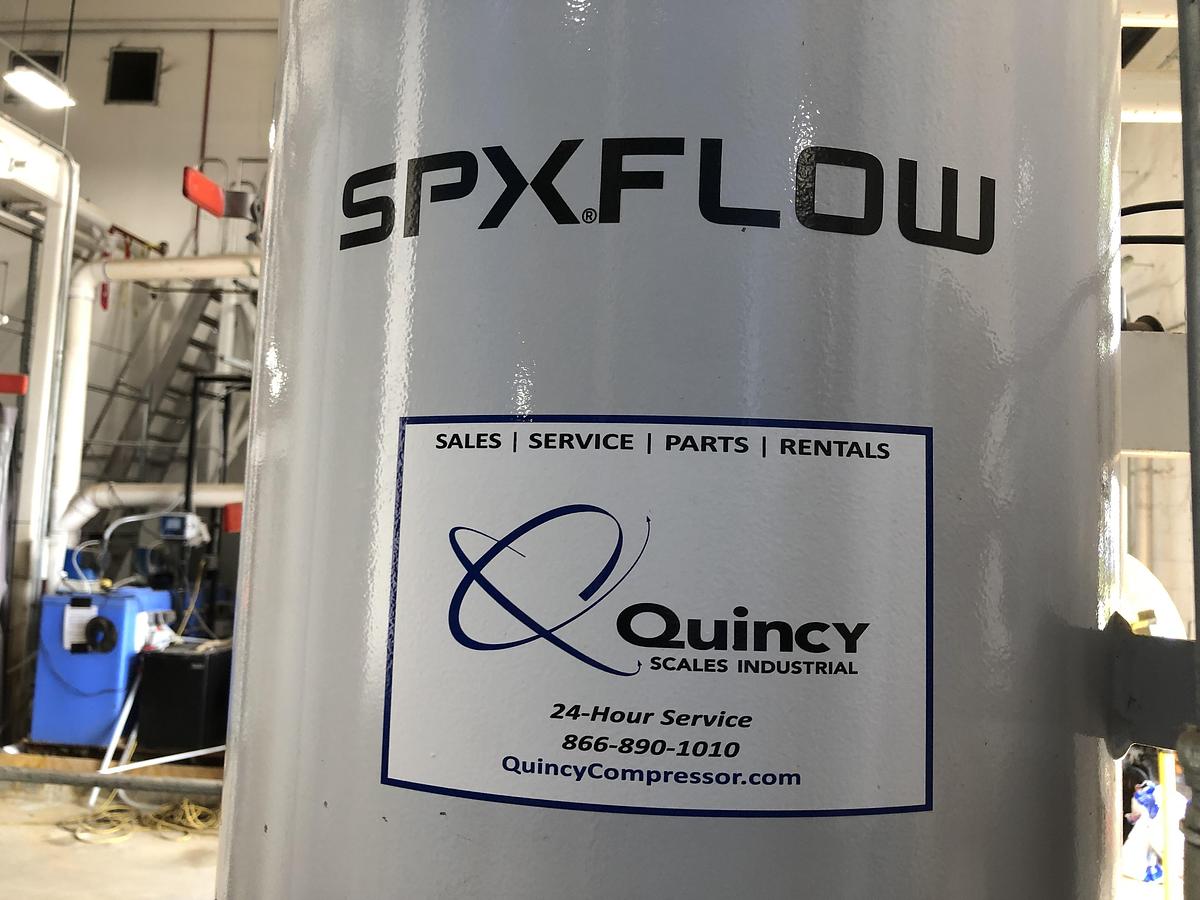 SPXFLOW®
SALES | SERVICE | PARTS | RENTALS
Quincy
SCALES INDUSTRIAL
24-Hour Service
866-890-1010
QuincyCompressor.com